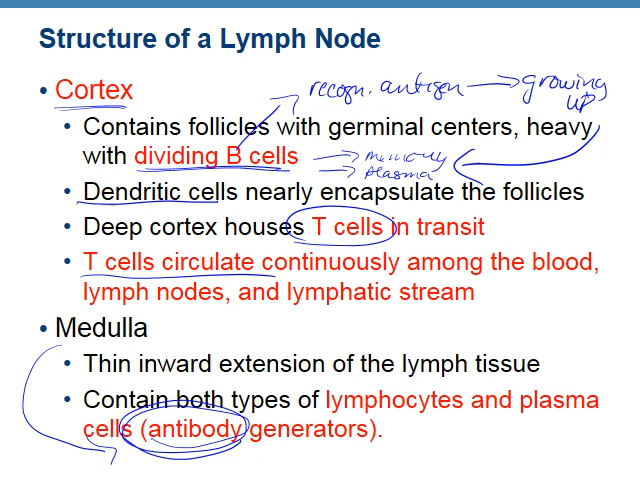 Structure of a Lymph Node
• Cortex
recogn. antigen → growing up
• Contains follicles with germinal centers, heavy
with dividing B cells
→ memory
→ plasma
• Dendritic cells nearly encapsulate the follicles
• Deep cortex houses T cells in transit
• T cells circulate continuously among the blood,
lymph nodes, and lymphatic stream
• Medulla
• Thin inward extension of the lymph tissue
• Contain both types of lymphocytes and plasma
cells (antibody generators).